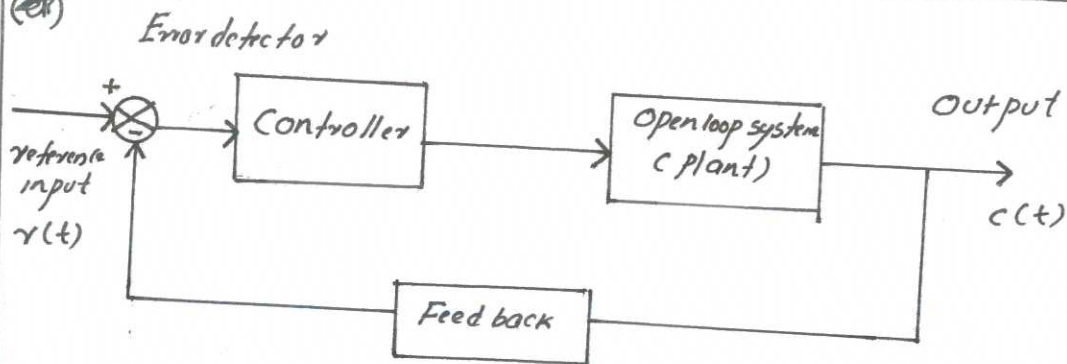 Error detector
+
-
Controller
Open loop system
( plant)
Output
c(t)
reference
input
r(t)
Feed back